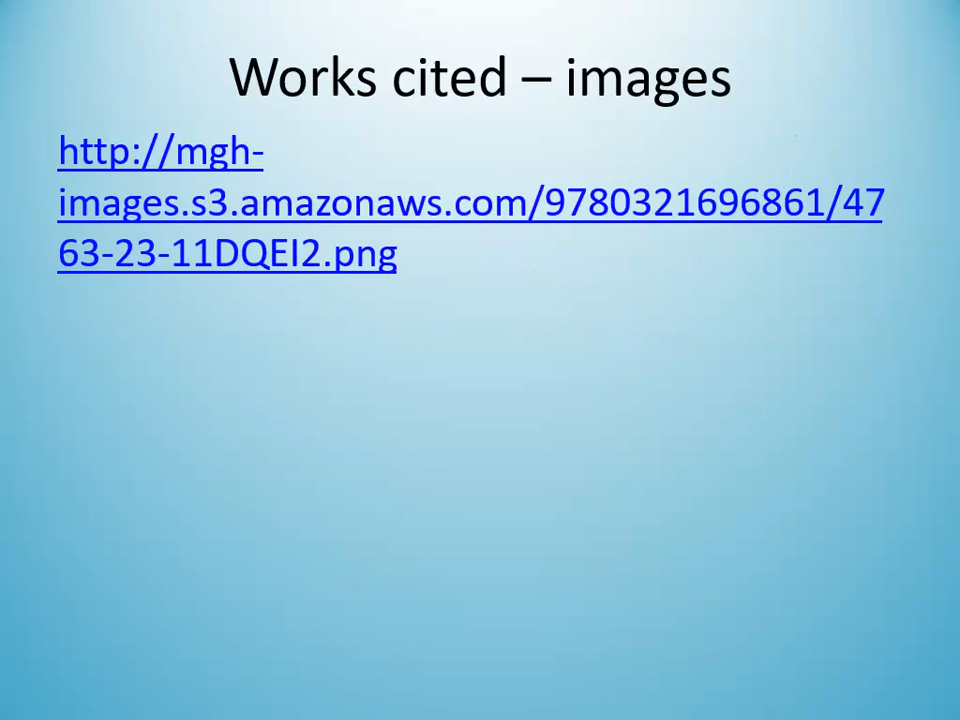 Works cited – images
http://mgh-
images.s3.amazonaws.com/9780321696861/47
63-23-11DQEI2.png